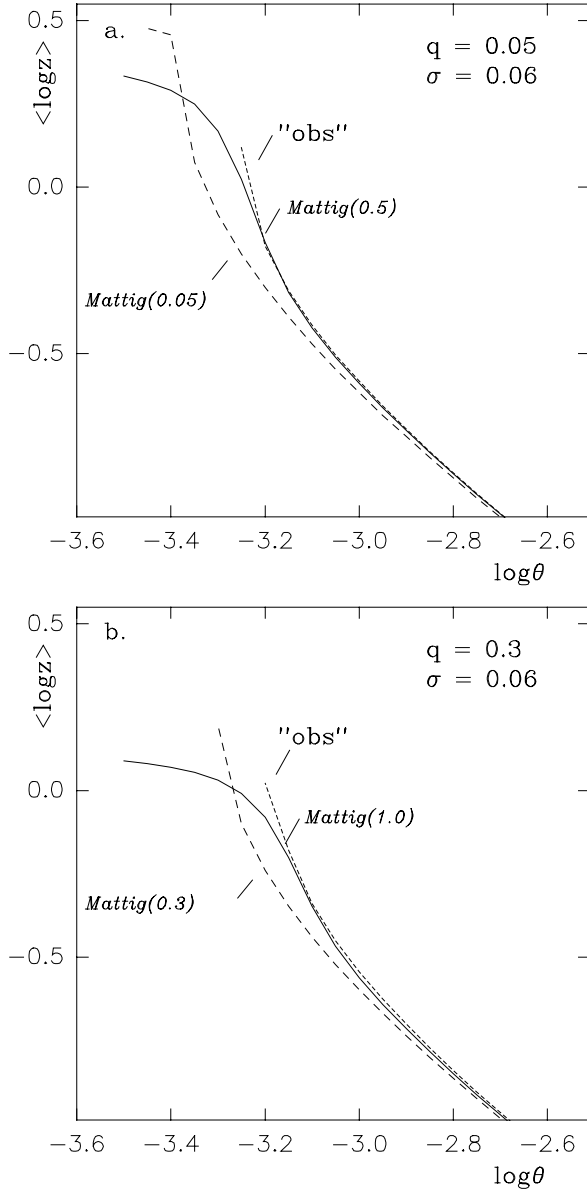 0.5
a.
q = 0.05
σ = 0.06
<logz>
"obs"
0.0
Mattig(0.5)
Mattig(0.05)
−0.5
−3.6 −3.4 −3.2 −3.0 −2.8 −2.6
logθ
0.5
b.
q = 0.3
σ = 0.06
<logz>
"obs"
0.0
Mattig(1.0)
Mattig(0.3)
−0.5
−3.6 −3.4 −3.2 −3.0 −2.8 −2.6
logθ